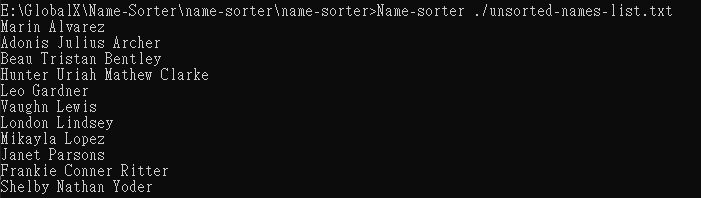 E:\GlobalX\Name-Sorter\name-sorter\name-sorter>Name-sorter ./unsorted-names-list.txt
Marin Alvarez
Adonis Julius Archer
Beau Tristan Bentley
Hunter Uriah Mathew Clarke
Leo Gardner
Vaughn Lewis
London Lindsey
Mikayla Lopez
Janet Parsons
Frankie Conner Ritter
Shelby Nathan Yoder